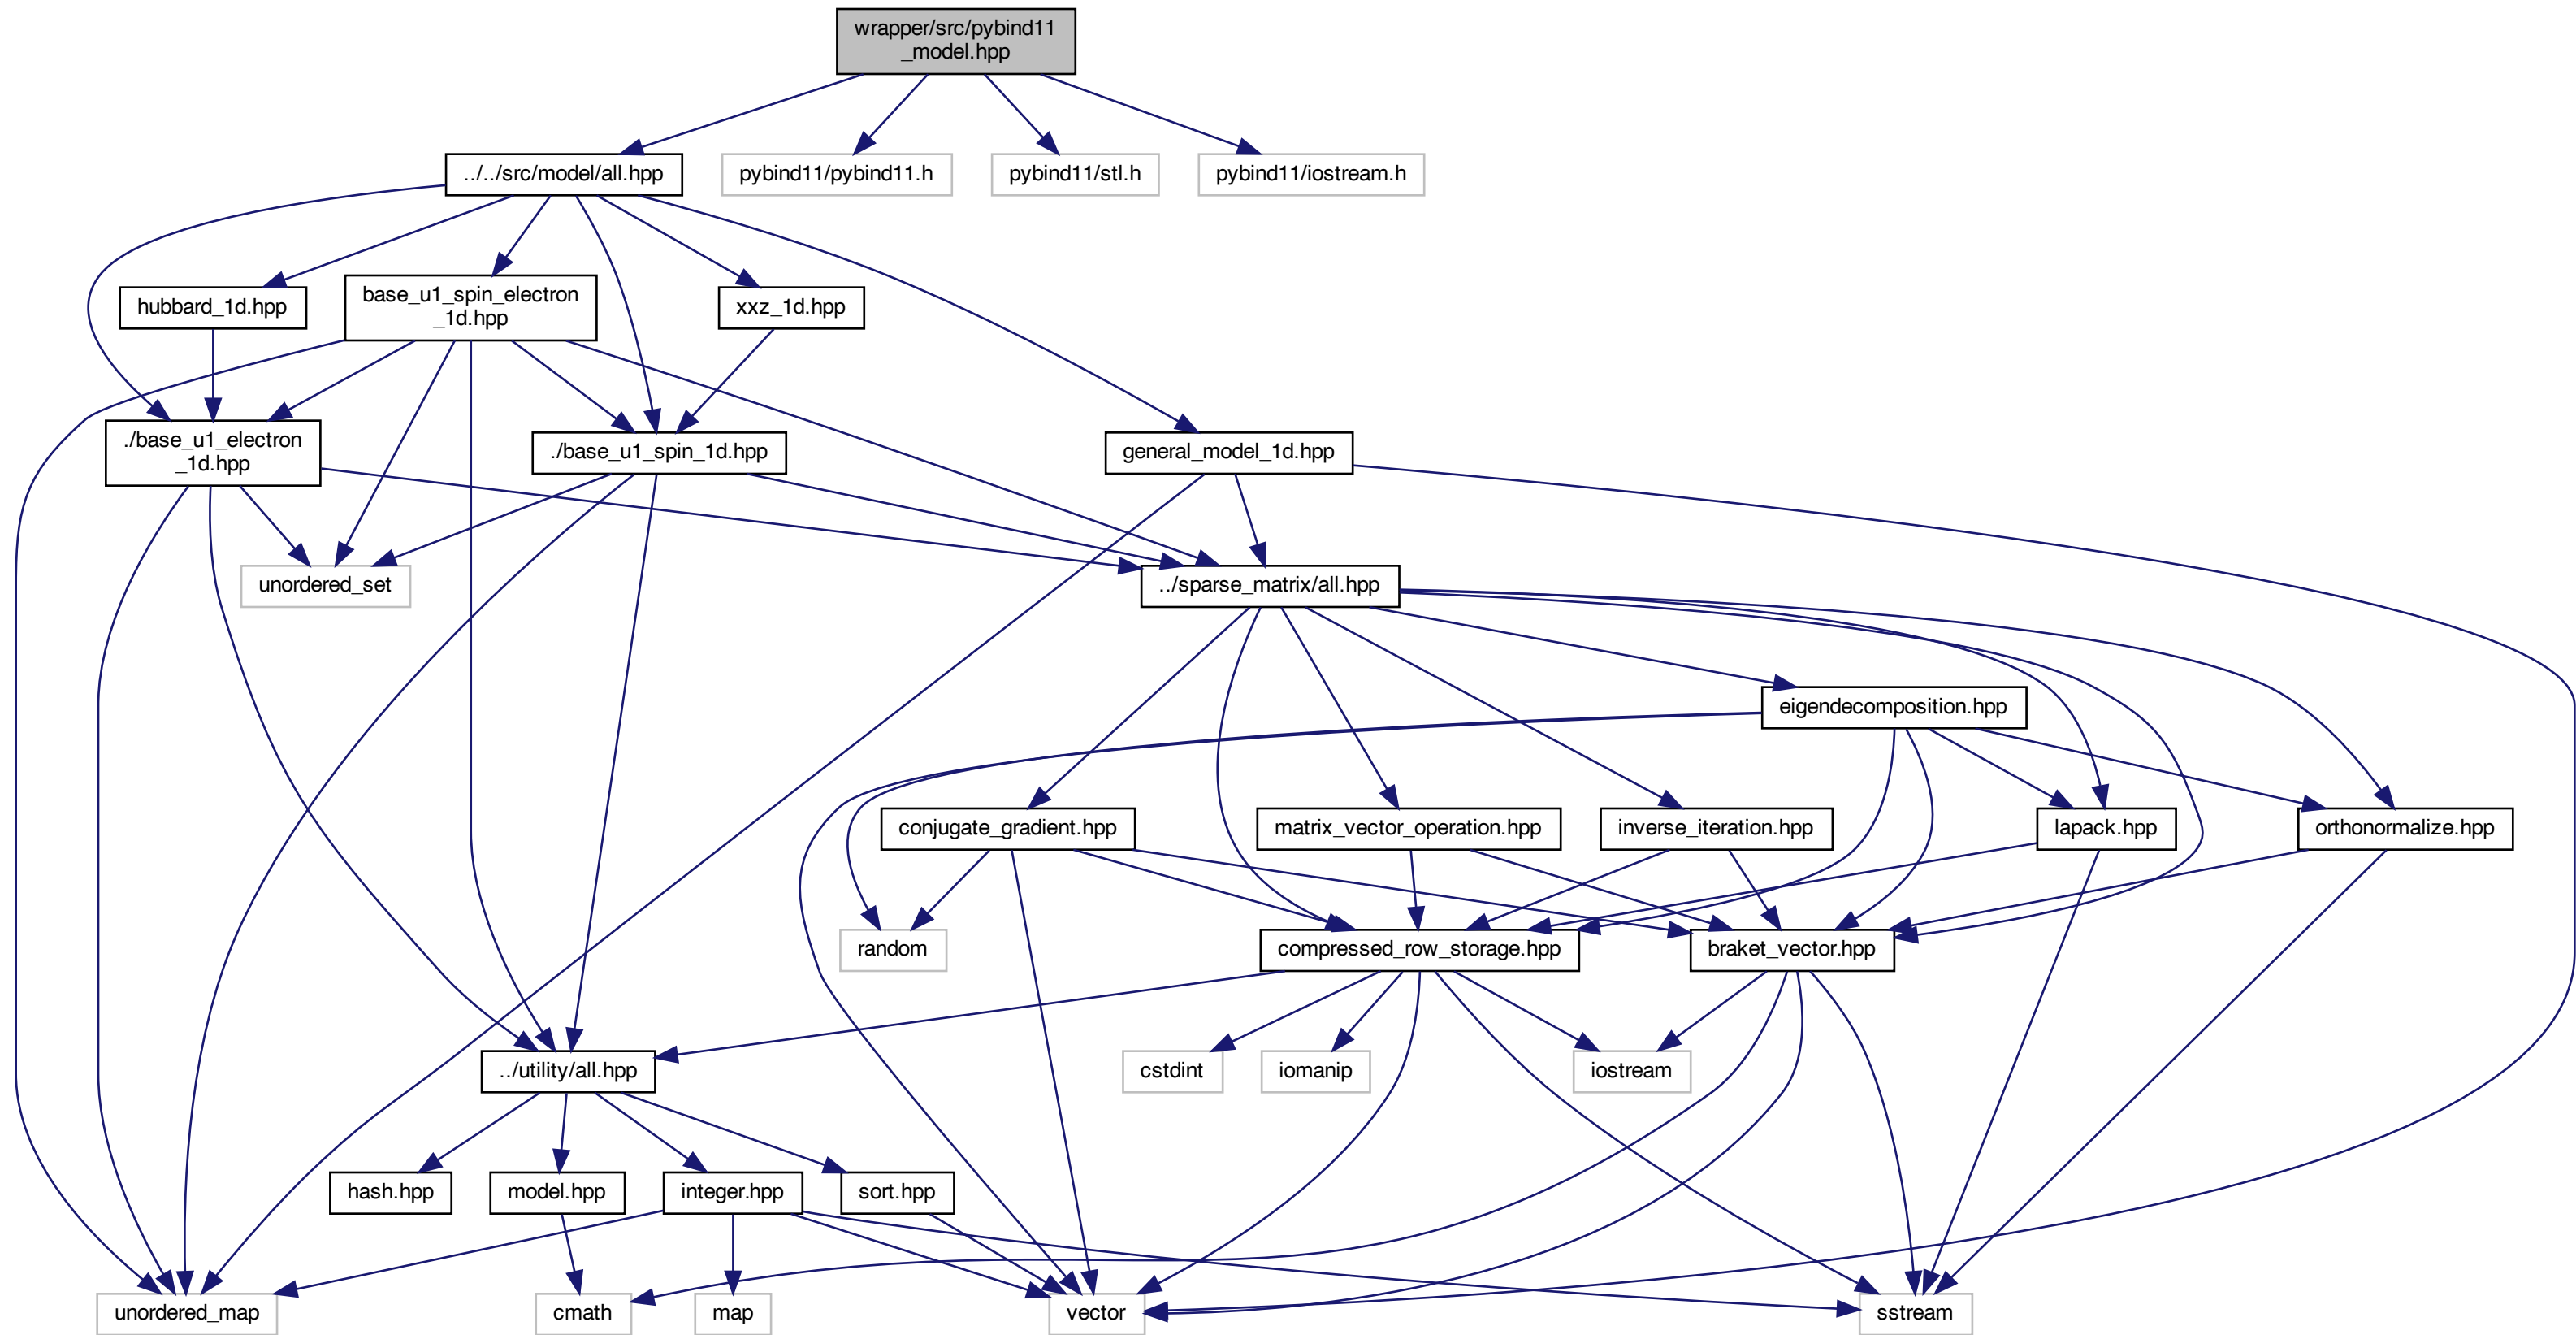 wrapper/src/pybind11
_model.hpp
../../src/model/all.hpp
pybind11/pybind11.h
pybind11/stl.h
pybind11/iostream.h
hubbard_1d.hpp
base_u1_spin_electron
_1d.hpp
xxz_1d.hpp
./base_u1_electron
_1d.hpp
./base_u1_spin_1d.hpp
general_model_1d.hpp
unordered_set
../sparse_matrix/all.hpp
eigendecomposition.hpp
conjugate_gradient.hpp
matrix_vector_operation.hpp
inverse_iteration.hpp
lapack.hpp
orthonormalize.hpp
random
compressed_row_storage.hpp
braket_vector.hpp
../utility/all.hpp
cstdint
iomanip
iostream
hash.hpp
model.hpp
integer.hpp
sort.hpp
unordered_map
cmath
map
vector
sstream